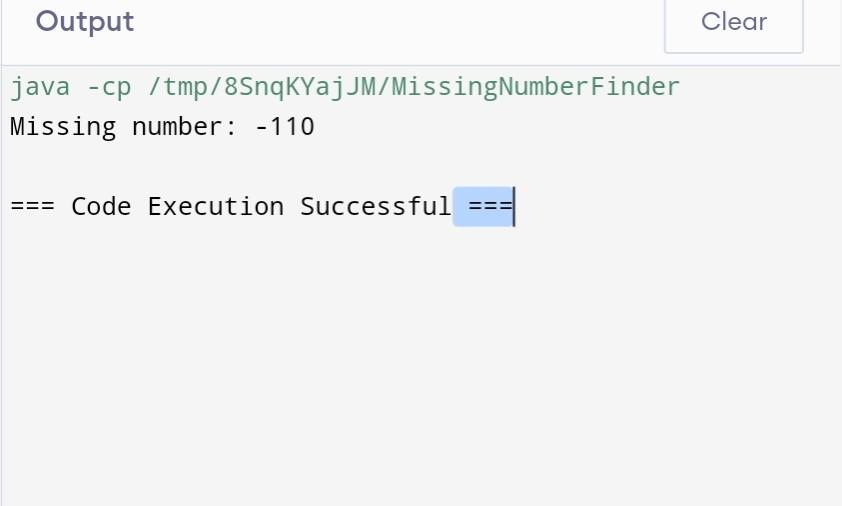 Output
Clear
java -cp /tmp/8SnqKYajJM/MissingNumberFinder
Missing number: -110
=== Code Execution Successful ===